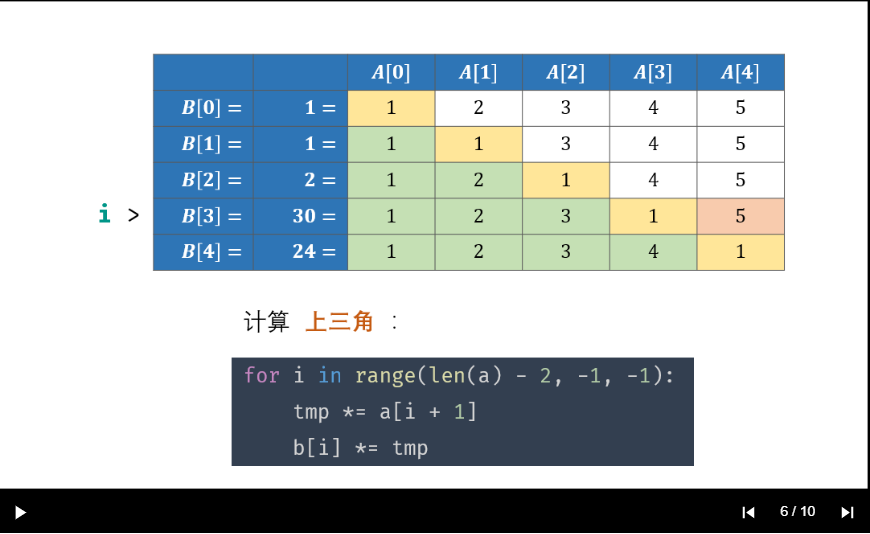 A[0] A[1] A[2] A[3] A[4]
B[0] = 1 = 1 2 3 4 5
B[1] = 1 = 1 1 3 4 5
B[2] = 2 = 1 2 1 4 5
i > B[3] = 30 = 1 2 3 1 5
B[4] = 24 = 1 2 3 4 1
计算 上三角 :
for i in range(len(a) - 2, -1, -1):
tmp *= a[i + 1]
b[i] *= tmp
6 / 10